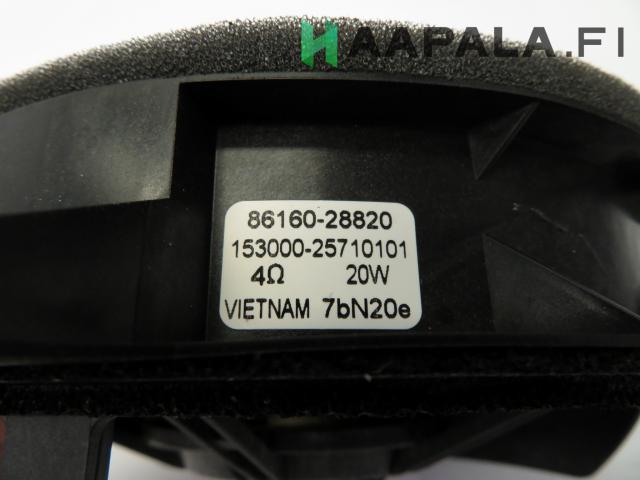 HAAPALA.FI
86160-28820
153000-25710101
4Ω 20W
VIETNAM 7bN20e